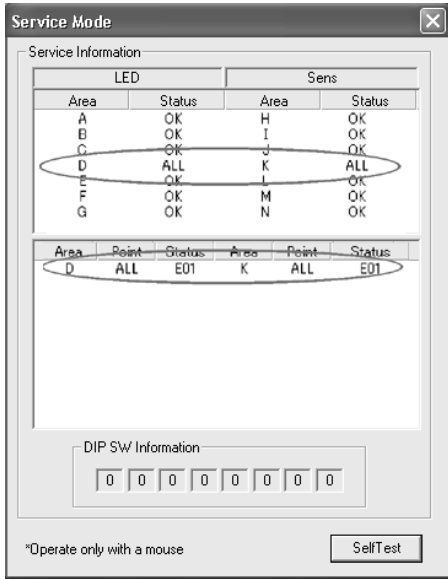 Service Mode
Service Information
LED Sens
Area Status Area Status
A OK H OK
B OK I OK
C OK J OK
D ALL K ALL
E OK L OK
F OK M OK
G OK N OK
Area Point Status Area Point Status
D ALL E01 K ALL E01
DIP SW Information
0 0 0 0 0 0 0 0
*Operate only with a mouse SelfTest